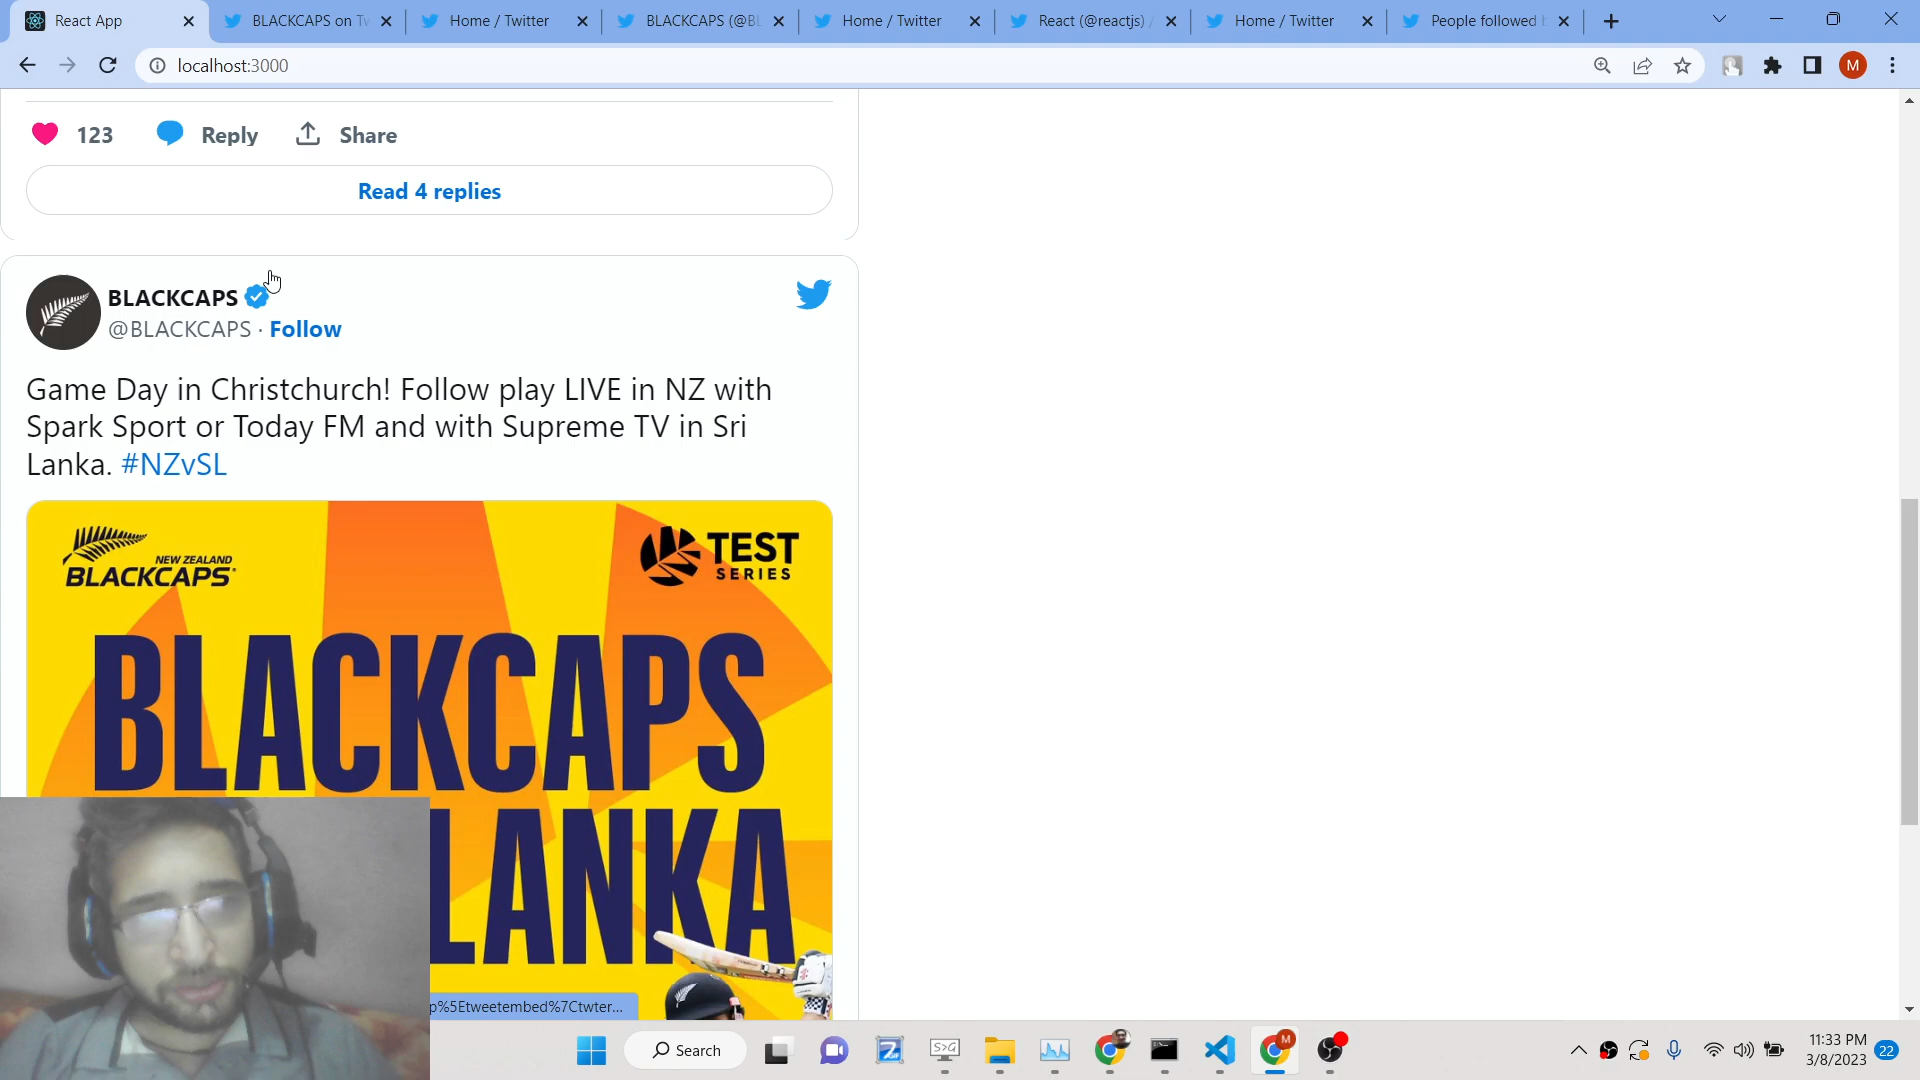 React App
BLACKCAPS on Tw
Home / Twitter
BLACKCAPS (@BL
Home / Twitter
React (@reactjs) /
Home / Twitter
People followed b
localhost:3000
M
123
Reply
Share
Read 4 replies
BLACKCAPS
@BLACKCAPS · Follow
Game Day in Christchurch! Follow play LIVE in NZ with
Spark Sport or Today FM and with Supreme TV in Sri
Lanka. #NZvSL
NEW ZEALAND
BLACKCAPS
TEST
SERIES
BLACKCAPS
LANKA
p%5Etweetembed%7Ctwter...
Search
S>G
M
11:33 PM
3/8/2023
22